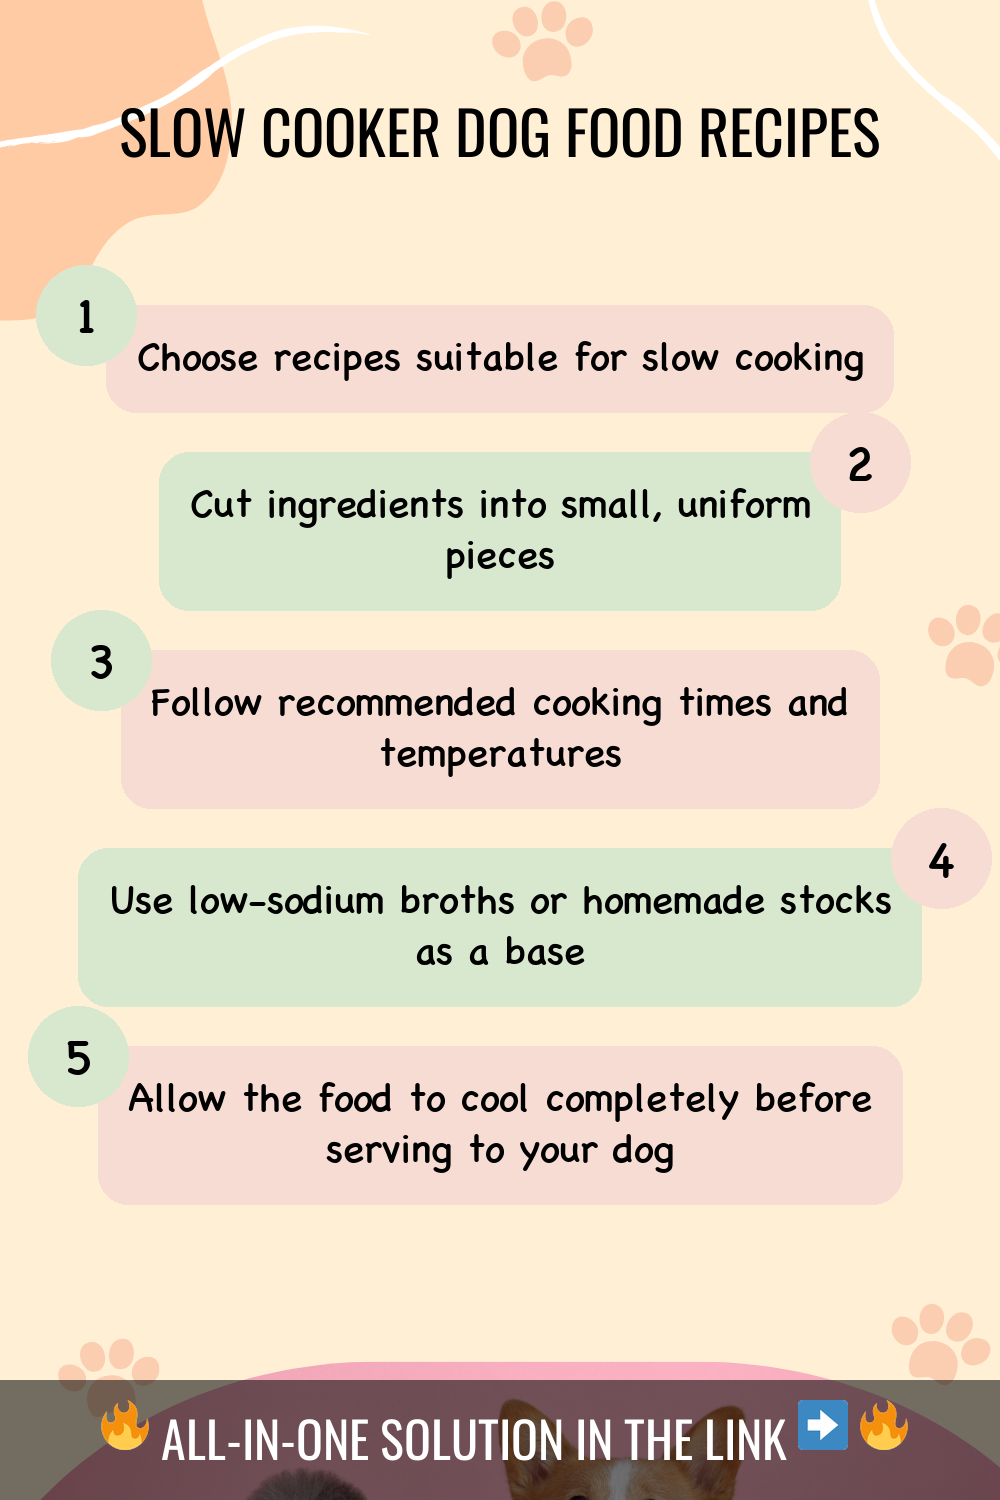 SLOW COOKER DOG FOOD RECIPES
1
Choose recipes suitable for slow cooking
2
Cut ingredients into small, uniform
pieces
3
Follow recommended cooking times and
temperatures
4
Use low-sodium broths or homemade stocks
as a base
5
Allow the food to cool completely before
serving to your dog
🔥 ALL-IN-ONE SOLUTION IN THE LINK ➡️ 🔥